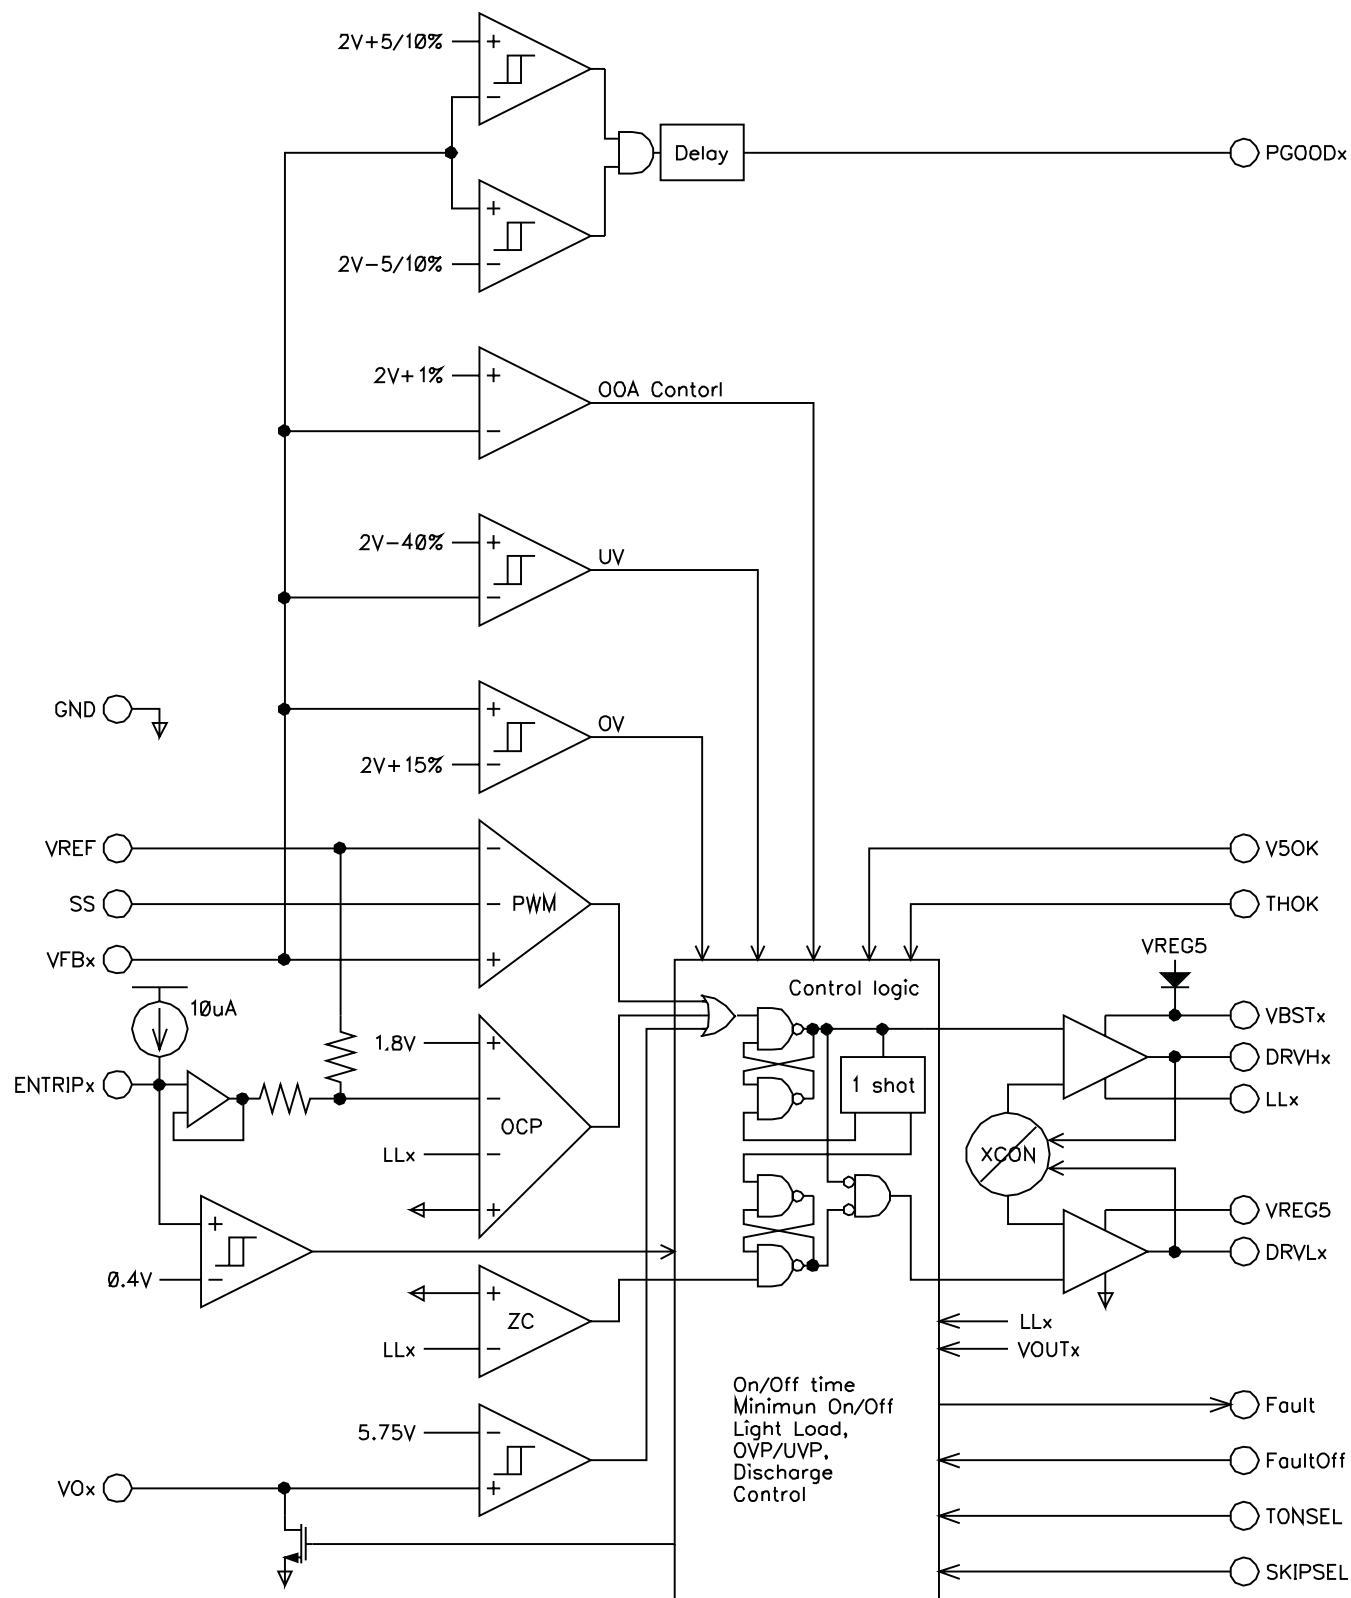 2V+5/10%
Delay
PGOODx
2V-5/10%
2V+1%
OOA Contorl
2V-40%
UV
GND
OV
2V+15%
VREF
V5OK
SS
PWM
THOK
VFBx
VREG5
Control logic
10uA
VBSTx
1.8V
DRVHx
ENTRIPx
1 shot
LLx
OCP
LLx
XCON
VREG5
0.4V
DRVLx
ZC
LLx
LLx
VOUTx
On/Off time
Minimun On/Off
Light Load,
OVP/UVP,
Discharge
Control
Fault
5.75V
FaultOff
VOx
TONSEL
SKIPSEL